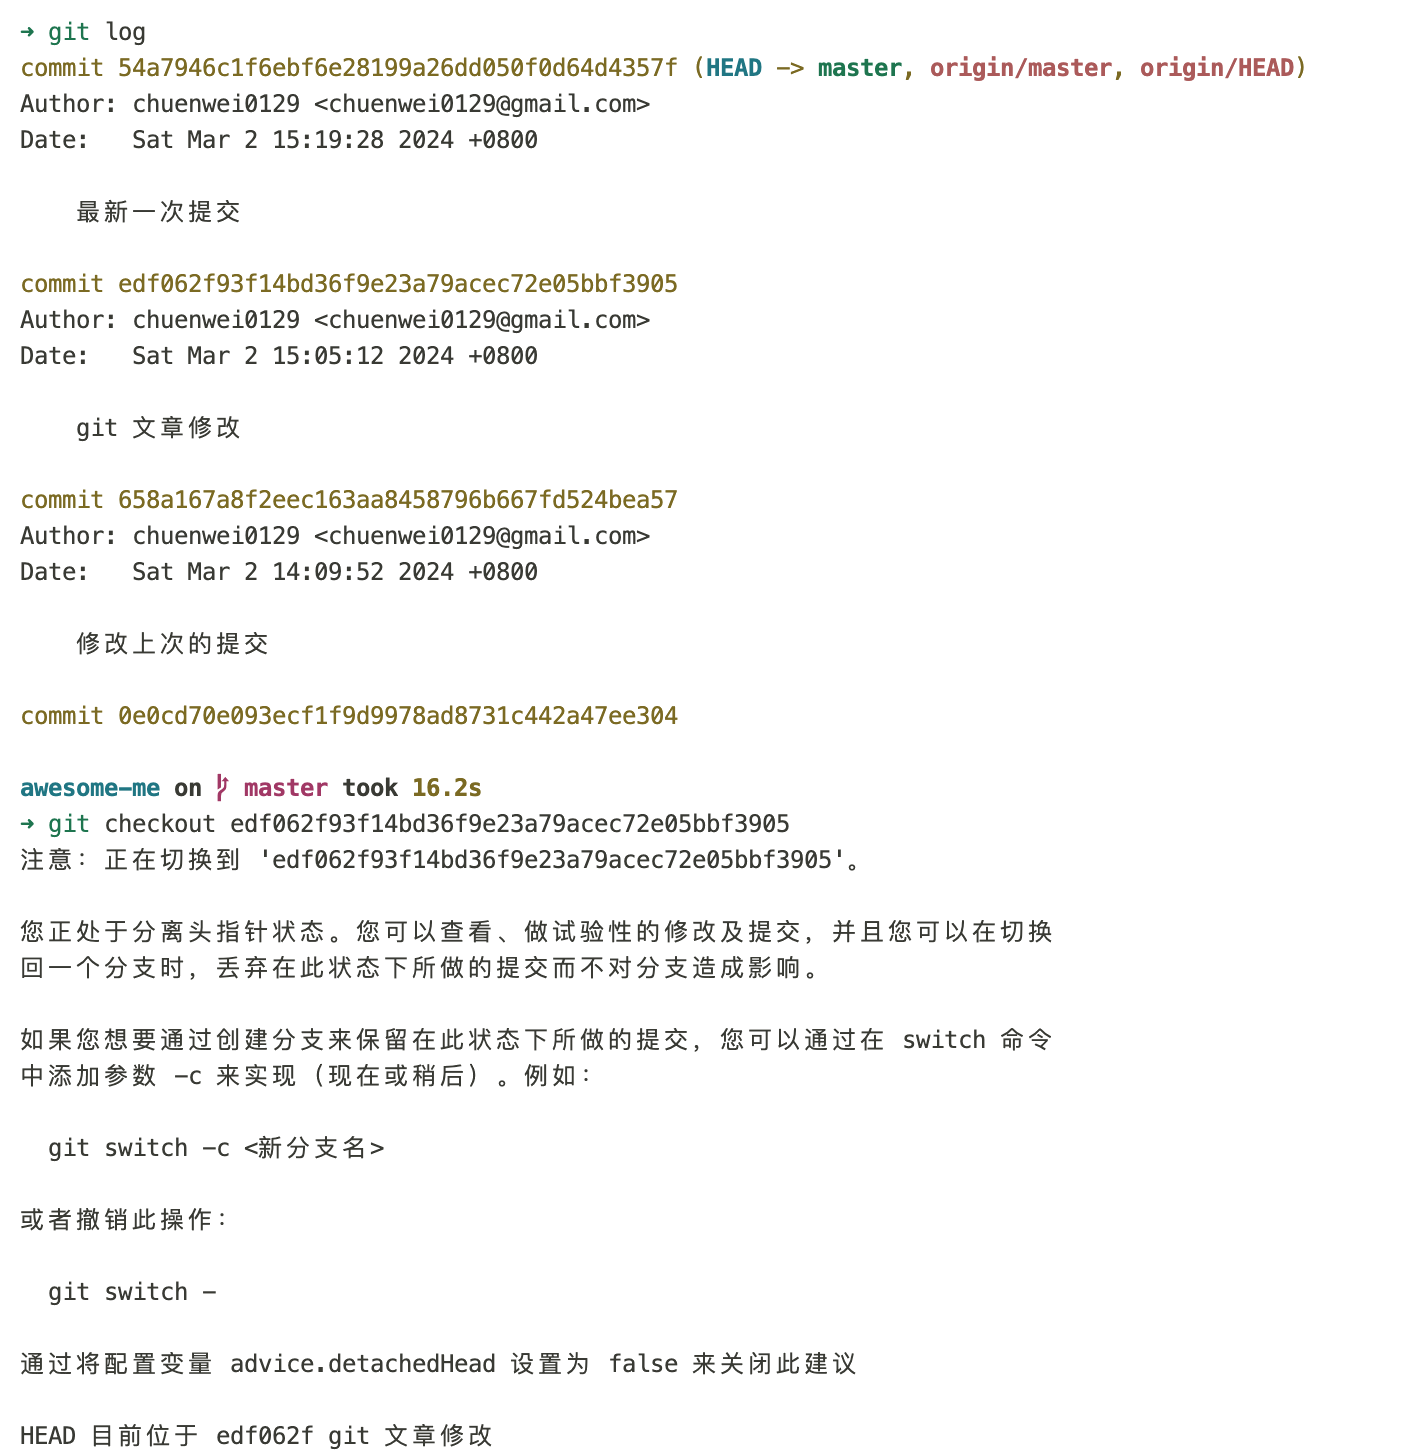 ➜ git log
commit 54a7946c1f6ebf6e28199a26dd050f0d64d4357f (HEAD -> master, origin/master, origin/HEAD)
Author: chuenwei0129 <chuenwei0129@gmail.com>
Date:   Sat Mar 2 15:19:28 2024 +0800
最新一次提交
commit edf062f93f14bd36f9e23a79acec72e05bbf3905
Author: chuenwei0129 <chuenwei0129@gmail.com>
Date:   Sat Mar 2 15:05:12 2024 +0800
git 文章修改
commit 658a167a8f2eec163aa8458796b667fd524bea57
Author: chuenwei0129 <chuenwei0129@gmail.com>
Date:   Sat Mar 2 14:09:52 2024 +0800
修改上次的提交
commit 0e0cd70e093ecf1f9d9978ad8731c442a47ee304
awesome-me on master took 16.2s
➜ git checkout edf062f93f14bd36f9e23a79acec72e05bbf3905
注意：正在切换到 'edf062f93f14bd36f9e23a79acec72e05bbf3905'。
您正处于分离头指针状态。您可以查看、做试验性的修改及提交，并且您可以在切换
回一个分支时，丢弃在此状态下所做的提交而不对分支造成影响。
如果您想要通过创建分支来保留在此状态下所做的提交，您可以通过在 switch 命令
中添加参数 -c 来实现（现在或稍后）。例如：
git switch -c <新分支名>
或者撤销此操作：
git switch -
通过将配置变量 advice.detachedHead 设置为 false 来关闭此建议
HEAD 目前位于 edf062f git 文章修改